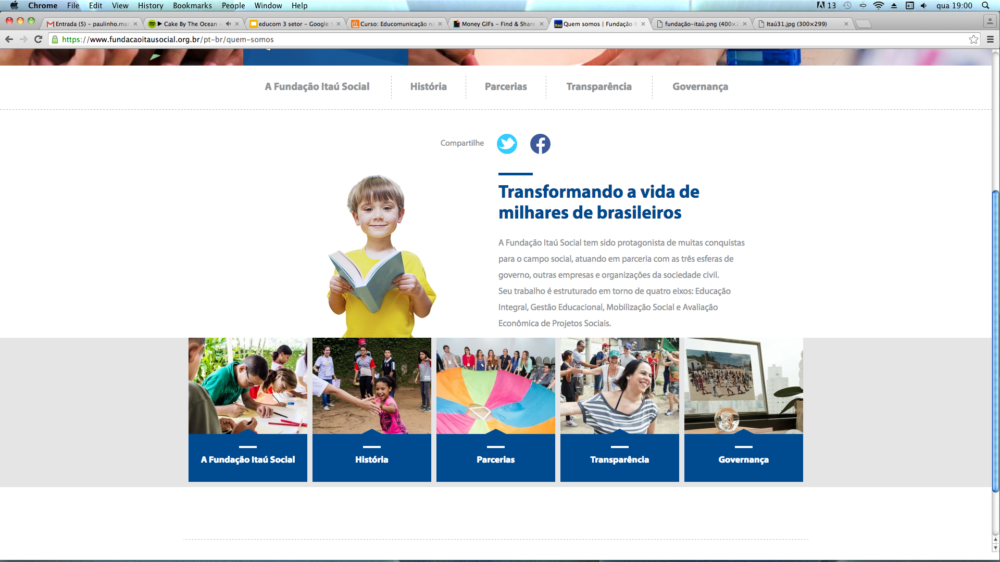 Chrome File Edit View History Bookmarks People Window Help 13 qua 19:00
Entrada (5) – paulinho.mar Cake By The Ocean – educom 3 setor – Google S Curso: Educomunicação na Money GIFs – Find & Share Quem somos | Fundação It fundação-itaú.png (400×2 Itaú31.jpg (300×299)
https://www.fundacaoitausocial.org.br/pt-br/quem-somos
A Fundação Itaú Social História Parcerias Transparência Governança
Compartilhe
Transformando a vida de
milhares de brasileiros
A Fundação Itaú Social tem sido protagonista de muitas conquistas
para o campo social, atuando em parceria com as três esferas de
governo, outras empresas e organizações da sociedade civil.
Seu trabalho é estruturado em torno de quatro eixos: Educação
Integral, Gestão Educacional, Mobilização Social e Avaliação
Econômica de Projetos Sociais.
A Fundação Itaú Social História Parcerias Transparência Governança